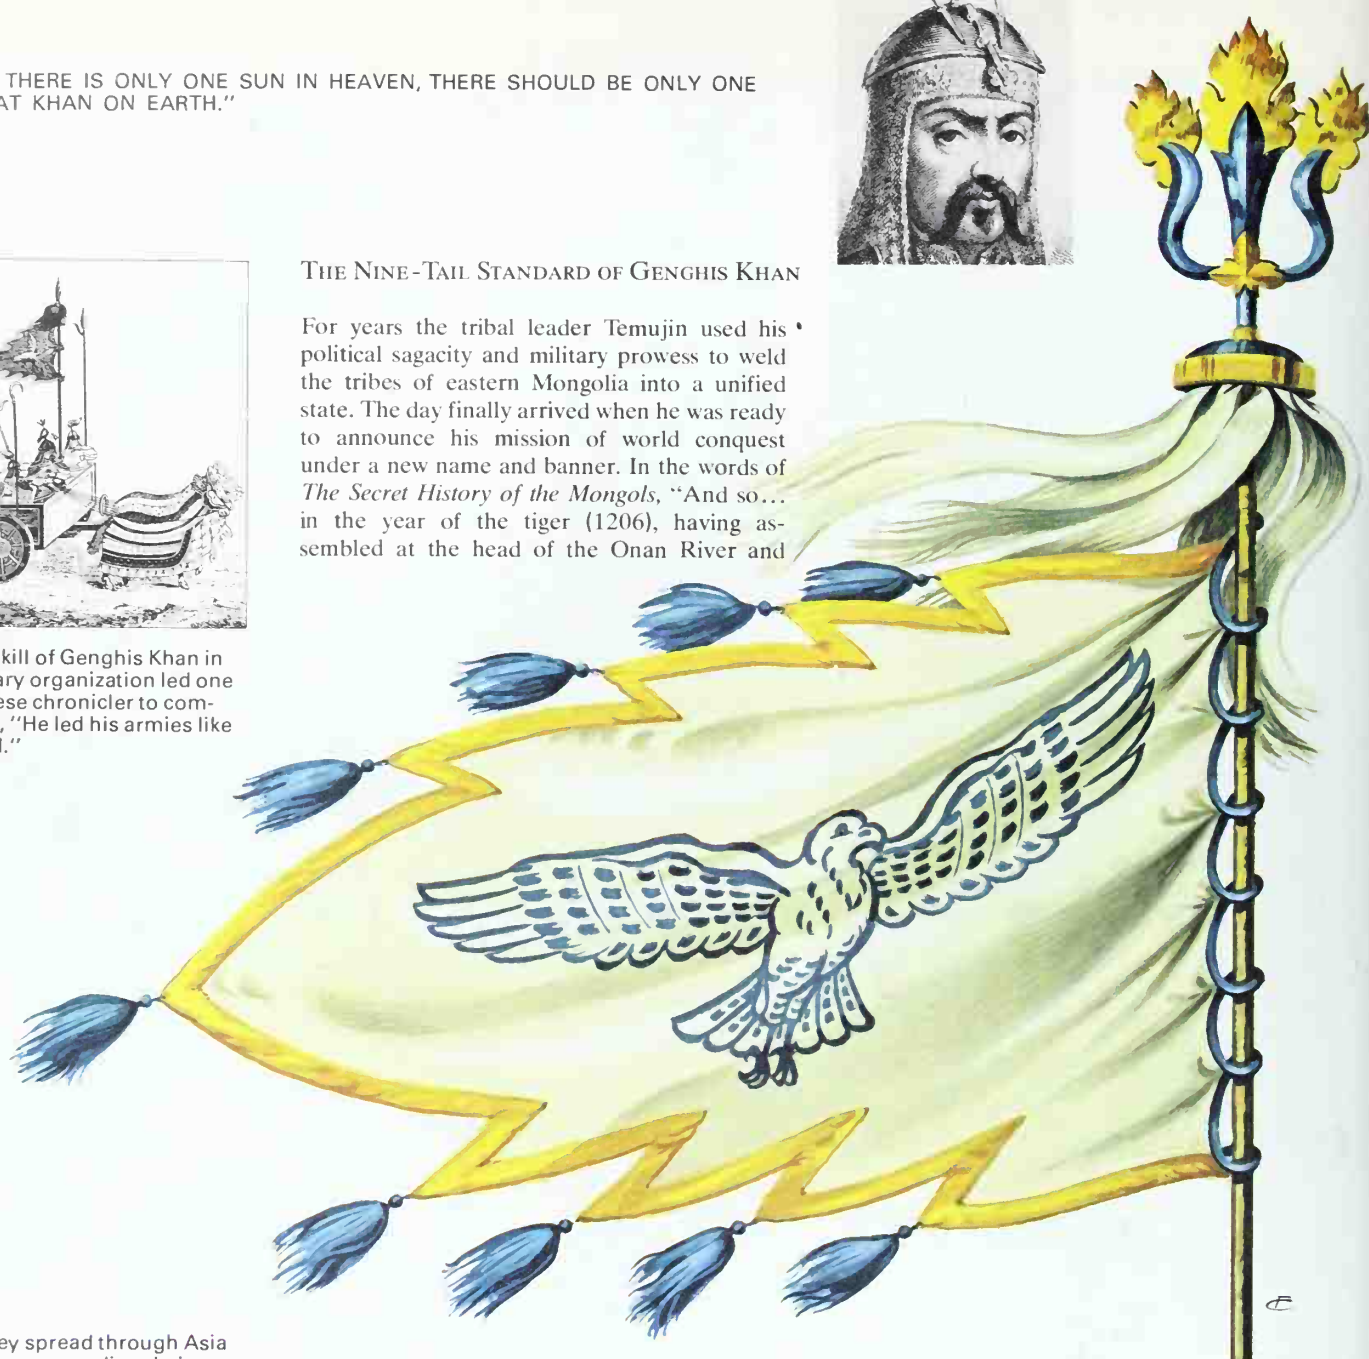 THERE IS ONLY ONE SUN IN HEAVEN, THERE SHOULD BE ONLY ONE
AT KHAN ON EARTH."
THE NINE-TAIL STANDARD OF GENGHIS KHAN
For years the tribal leader Temujin used his
political sagacity and military prowess to weld
the tribes of eastern Mongolia into a unified
state. The day finally arrived when he was ready
to announce his mission of world conquest
under a new name and banner. In the words of
The Secret History of the Mongols, “And so...
in the year of the tiger (1206), having as-
sembled at the head of the Onan River and
kill of Genghis Khan in
ary organization led one
ese chronicler to com-
, "He led his armies like
."
ey spread through Asia